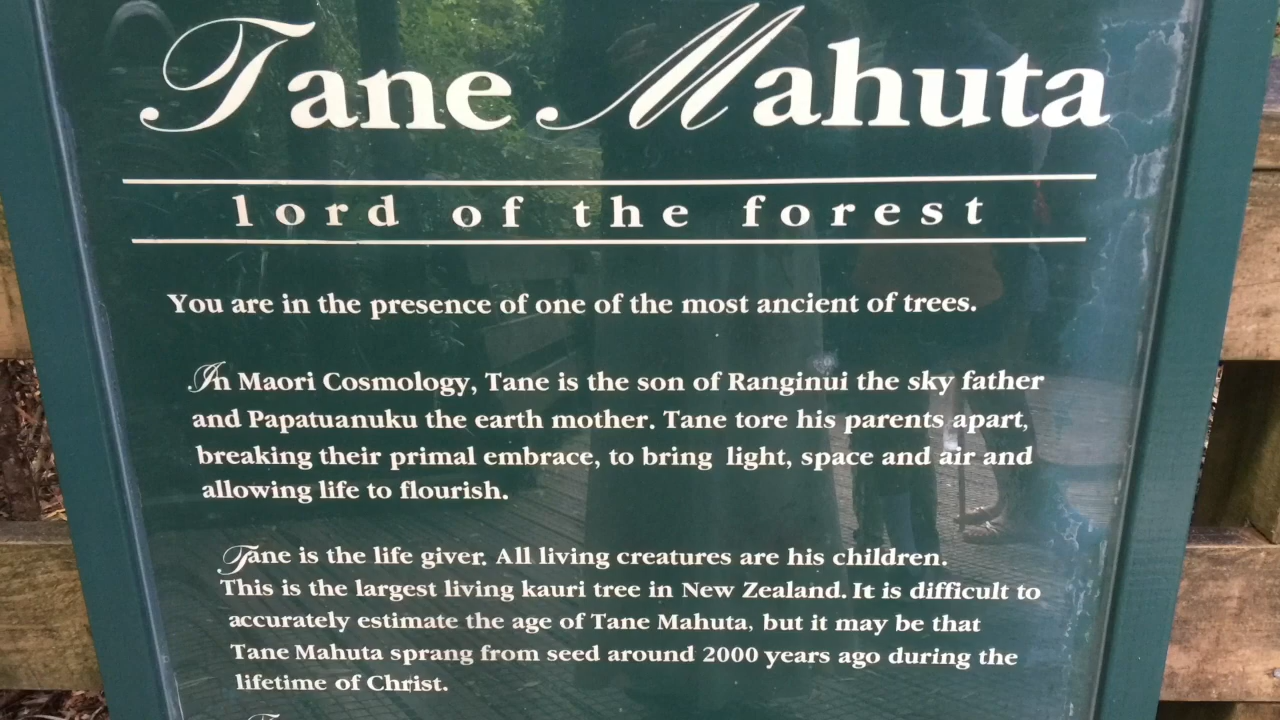 Tane Mahuta
lord of the forest
You are in the presence of one of the most ancient of trees.
In Maori Cosmology, Tane is the son of Ranginui the sky father
and Papatuanuku the earth mother. Tane tore his parents apart,
breaking their primal embrace, to bring light, space and air and
allowing life to flourish.
Tane is the life giver. All living creatures are his children.
This is the largest living kauri tree in New Zealand. It is difficult to
accurately estimate the age of Tane Mahuta, but it may be that
Tane Mahuta sprang from seed around 2000 years ago during the
lifetime of Christ.